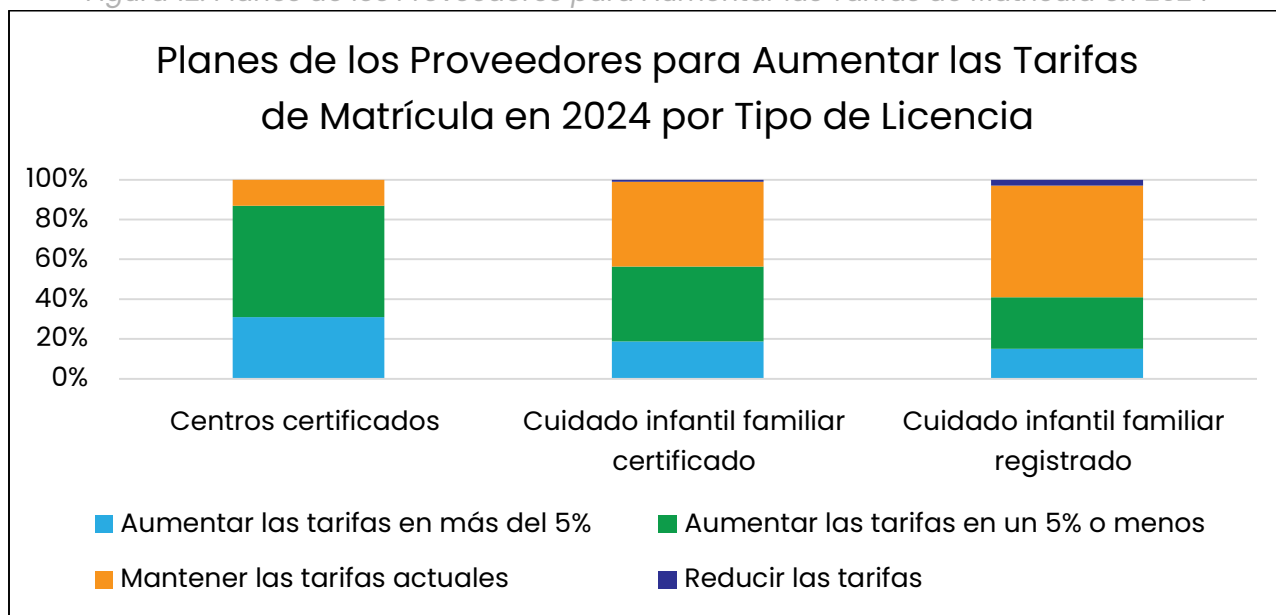 Planes de los Proveedores para Aumentar las Tarifas
de Matrícula en 2024 por Tipo de Licencia
100%
80%
60%
40%
20%
0%
Centros certificados
Cuidado infantil familiar
certificado
Cuidado infantil familiar
registrado
Aumentar las tarifas en más del 5%
Aumentar las tarifas en un 5% o menos
Mantener las tarifas actuales
Reducir las tarifas